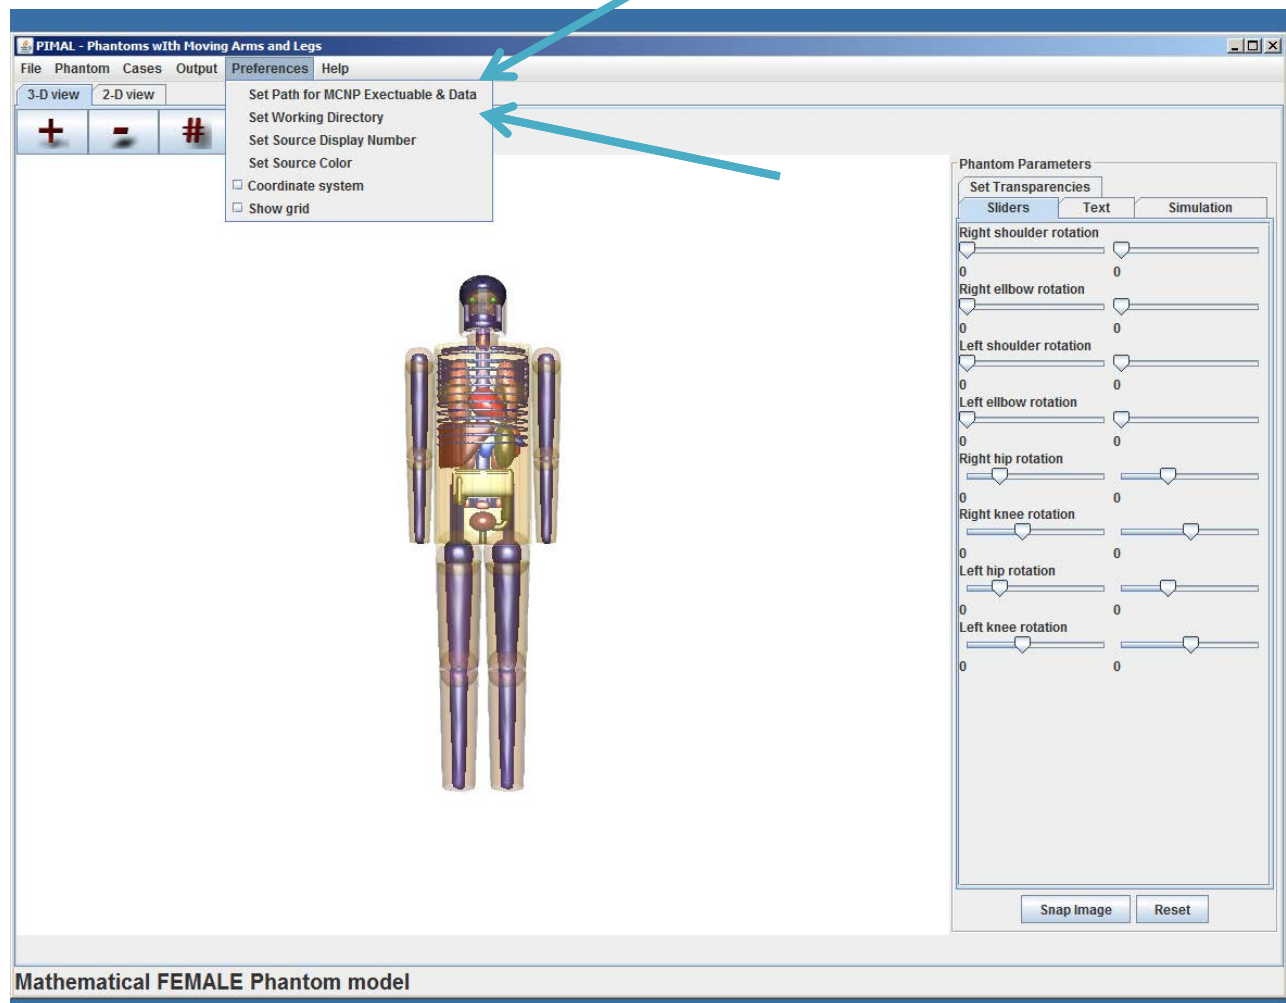 PIMAL - Phantoms wIth Moving Arms and Legs
File Phantom Cases Output Preferences Help
3-D view 2-D view
Set Path for MCNP Exectuable & Data
Set Working Directory
Set Source Display Number
Set Source Color
Coordinate system
Show grid
+ - #
Phantom Parameters
Set Transparencies
Sliders Text Simulation
Right shoulder rotation
0 0
Right ellbow rotation
0 0
Left shoulder rotation
0 0
Left ellbow rotation
0 0
Right hip rotation
0 0
Right knee rotation
0 0
Left hip rotation
0 0
Left knee rotation
0 0
Snap Image Reset
Mathematical FEMALE Phantom model